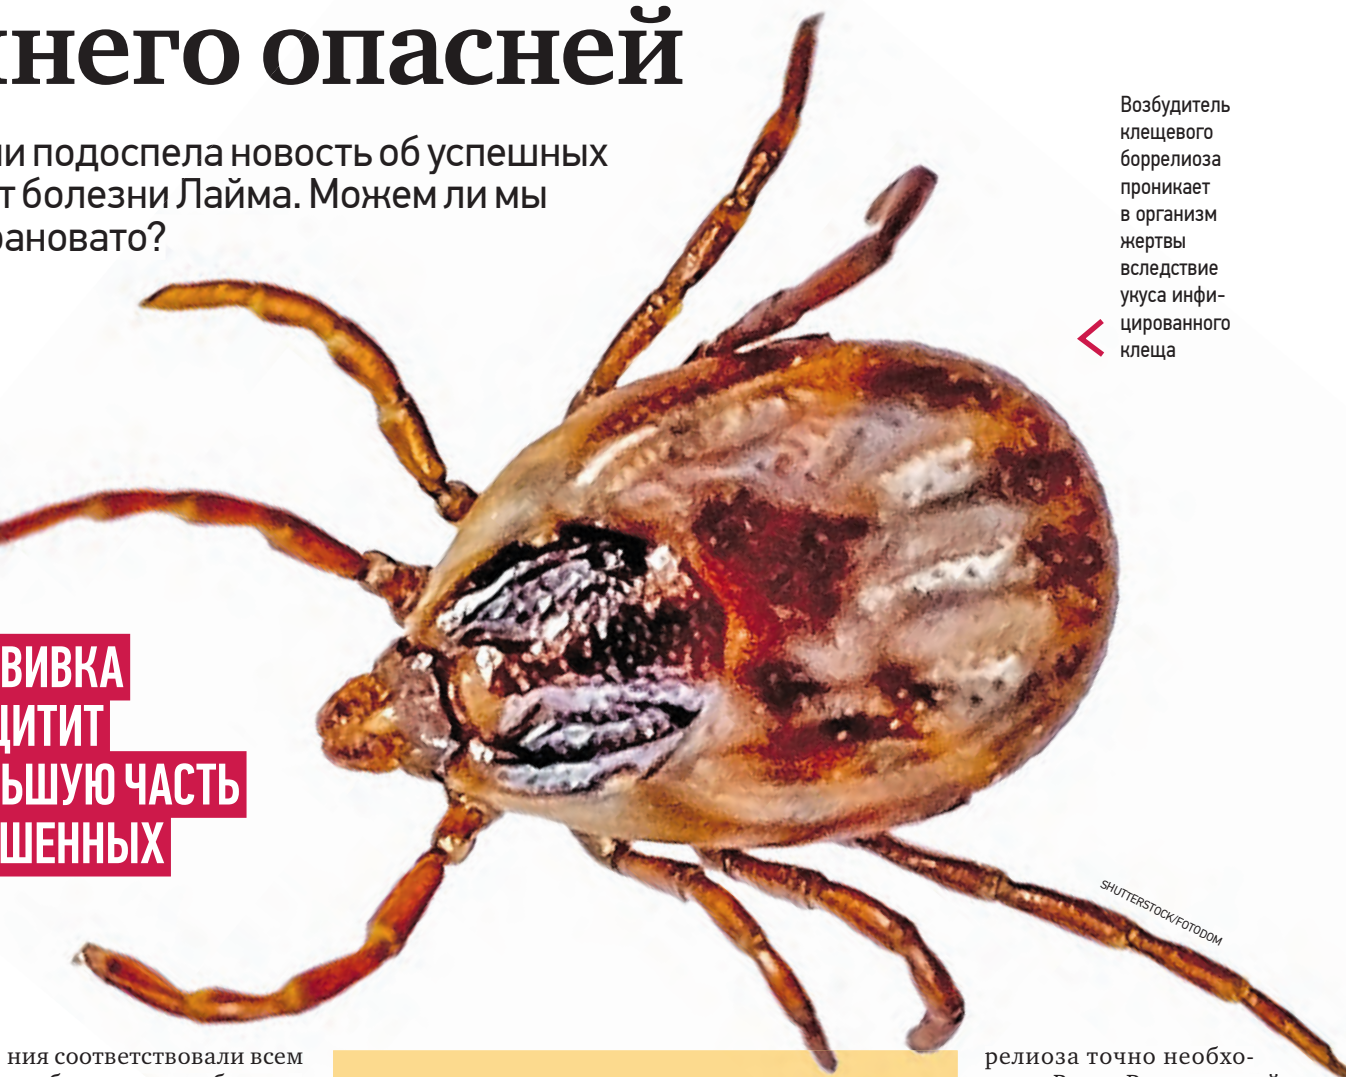 него опасней
и подоспела новость об успешных
т болезни Лайма. Можем ли мы
рановато?
Возбудитель
клещевого
боррелиоза
проникает
в организм
жертвы
вследствие
укуса инфи-
цированного
клеща
ВИВКА
ЩИТИТ
ЬШУЮ ЧАСТЬ
ШЕННЫХ
SHUTTERSTOCK/FOTODOM
ния соответствовали всем
релиоза точно необхо-